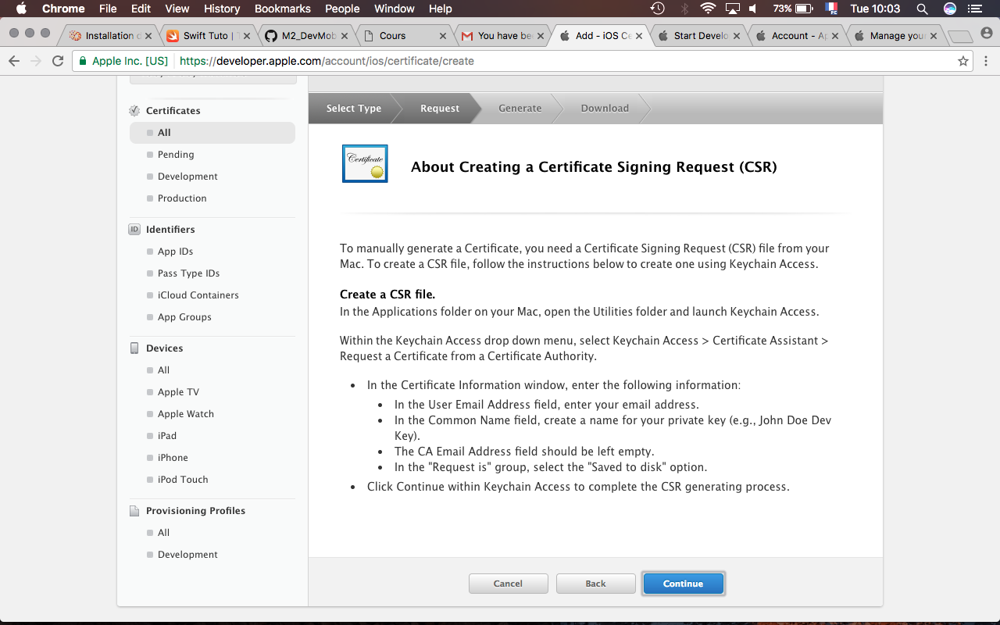 Chrome File Edit View History Bookmarks People Window Help 73% Tue 10:03
Installation d Swift Tuto | T M2_DevMob Cours You have be Add - iOS Ce Start Develo Account - Ap Manage your
Apple Inc. [US] https://developer.apple.com/account/ios/certificate/create
Select Type Request Generate Download
Certificates
All
Pending
Development
Production
ID Identifiers
App IDs
Pass Type IDs
iCloud Containers
App Groups
Devices
All
Apple TV
Apple Watch
iPad
iPhone
iPod Touch
Provisioning Profiles
All
Development
Certificate
About Creating a Certificate Signing Request (CSR)
To manually generate a Certificate, you need a Certificate Signing Request (CSR) file from your
Mac. To create a CSR file, follow the instructions below to create one using Keychain Access.
Create a CSR file.
In the Applications folder on your Mac, open the Utilities folder and launch Keychain Access.
Within the Keychain Access drop down menu, select Keychain Access > Certificate Assistant >
Request a Certificate from a Certificate Authority.
• In the Certificate Information window, enter the following information:
• In the User Email Address field, enter your email address.
• In the Common Name field, create a name for your private key (e.g., John Doe Dev
Key).
• The CA Email Address field should be left empty.
• In the "Request is" group, select the "Saved to disk" option.
• Click Continue within Keychain Access to complete the CSR generating process.
Cancel Back Continue